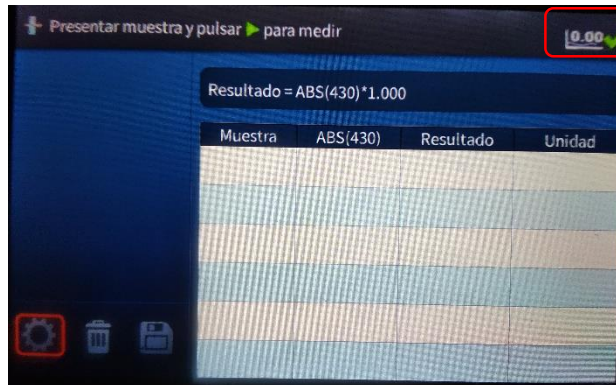 Presentar muestra y pulsar para medir
0.00
Resultado = ABS(430)*1.000
Muestra ABS(430) Resultado Unidad